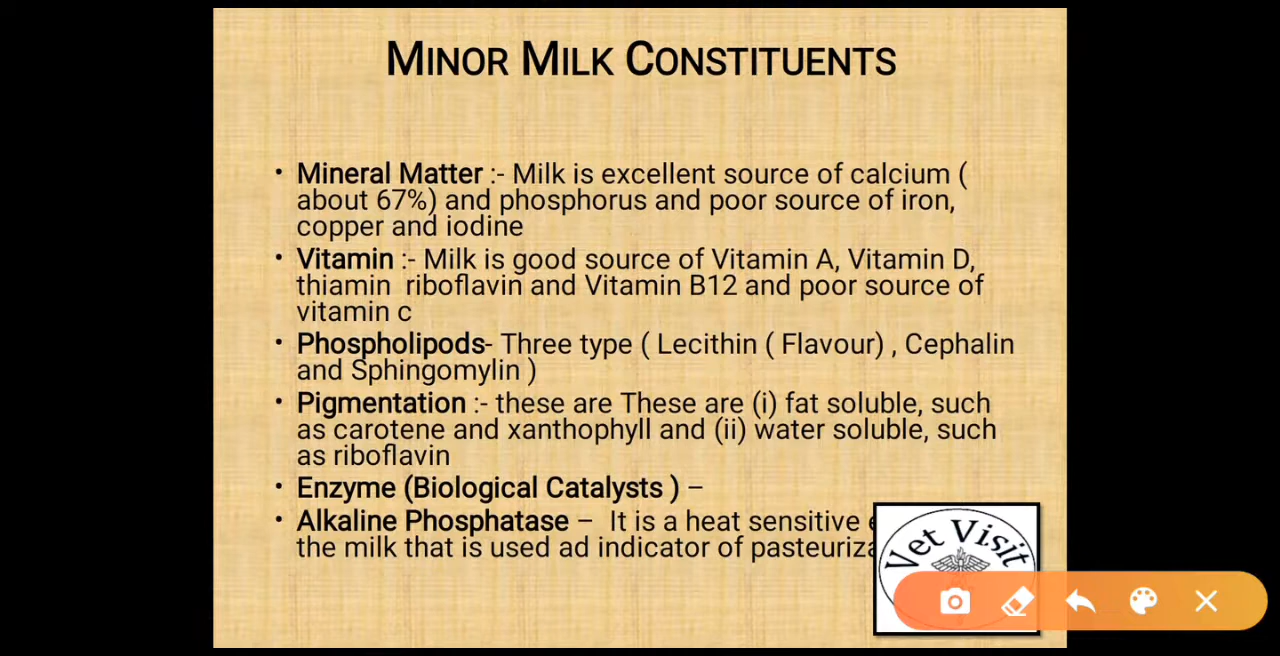 MINOR MILK CONSTITUENTS
• Mineral Matter :- Milk is excellent source of calcium (
about 67%) and phosphorus and poor source of iron,
copper and iodine
• Vitamin :- Milk is good source of Vitamin A, Vitamin D,
thiamin riboflavin and Vitamin B12 and poor source of
vitamin c
• Phospholipods- Three type ( Lecithin ( Flavour) , Cephalin
and Sphingomylin )
• Pigmentation :- these are These are (i) fat soluble, such
as carotene and xanthophyll and (ii) water soluble, such
as riboflavin
• Enzyme (Biological Catalysts ) –
• Alkaline Phosphatase – It is a heat sensitive
the milk that is used ad indicator of
Vet Visit